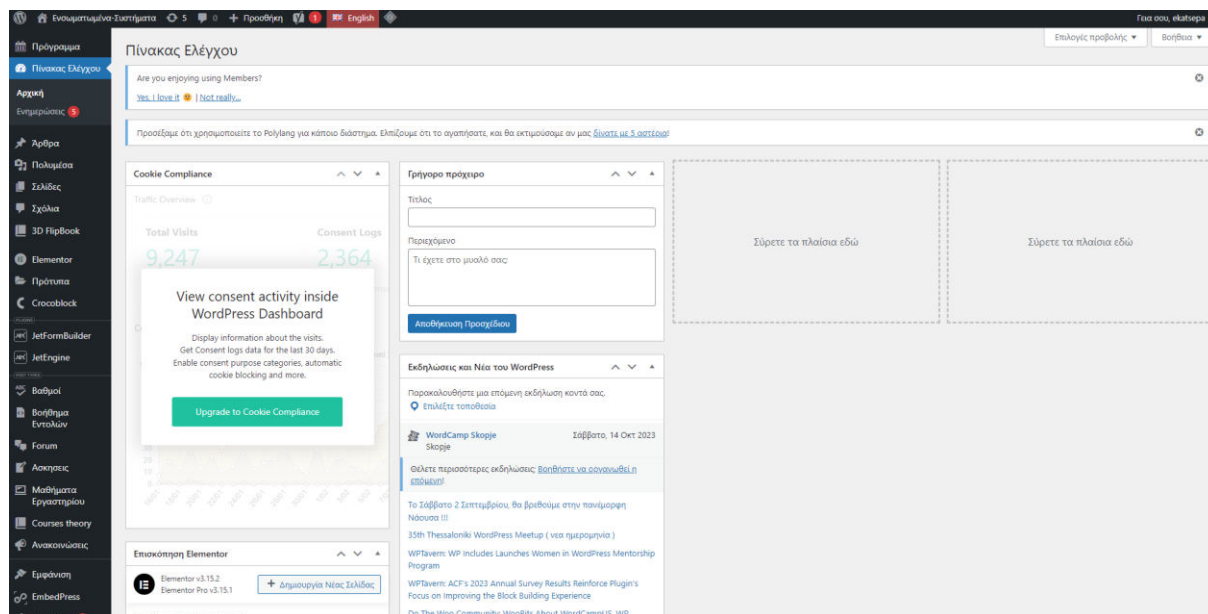 Ενσωματωμένα-Συστήματα 5 0 + Προσθήκη 1 English
Γεια σου, ekatsepa
Επιλογές προβολής ▼ Βοήθεια ▼
Πρόγραμμα
Πίνακας Ελέγχου
Αρχική
Ενημερώσεις 5
Άρθρα
Πολυμέσα
Σελίδες
Σχόλια
3D FlipBook
Elementor
Πρότυπα
Crocoblock
JetFormBuilder
JetEngine
Βαθμοί
Βοήθημα
Εντολών
Forum
Ασκησεις
Μαθήματα
Εργαστηρίου
Courses theory
Ανακοινώσεις
Εμφάνιση
EmbedPress
Πίνακας Ελέγχου
Are you enjoying using Members?
Yes, I love it | Not really...
Προσέξαμε ότι χρησιμοποιείτε το Polylang για κάποιο διάστημα. Ελπίζουμε ότι το αγαπήσατε, και θα εκτιμούσαμε αν μας δίνατε με 5 αστέρια!
Cookie Compliance
Traffic Overview
Total Visits Consent Logs
9,247 2,364
View consent activity inside
WordPress Dashboard
Display information about the visits.
Get Consent logs data for the last 30 days.
Enable consent purpose categories, automatic
cookie blocking and more.
Upgrade to Cookie Compliance
Επισκόπηση Elementor
Elementor v3.15.2
Elementor Pro v3.15.1
+ Δημιουργία Νέας Σελίδας
Γρήγορο πρόχειρο
Τίτλος
Περιεχόμενο
Τι έχετε στο μυαλό σας;
Αποθήκευση Προσχεδίου
Εκδηλώσεις και Νέα του WordPress
Παρακαλουθήστε μια επόμενη εκδήλωση κοντά σας.
Επιλέξτε τοποθεσία
WordCamp Skopje Σάββατο, 14 Οκτ 2023
Skopje
Θέλετε περισσότερες εκδηλώσεις; Βοηθήστε να οργανωθεί η
επόμενη!
Το Σάββατο 2 Σεπτεμβρίου, θα βρεθούμε στην πανέμορφη
Νάουσα !!!
35th Thessaloniki WordPress Meetup ( νεα ημερομηνία )
WPTavern: WP Includes Launches Women in WordPress Mentorship
Program
WPTavern: ACF's 2023 Annual Survey Results Reinforce Plugin's
Focus on Improving the Block Building Experience
Do The Woo Community: WooBits About WordCampUS, WP
Σύρετε τα πλαίσια εδώ
Σύρετε τα πλαίσια εδώ